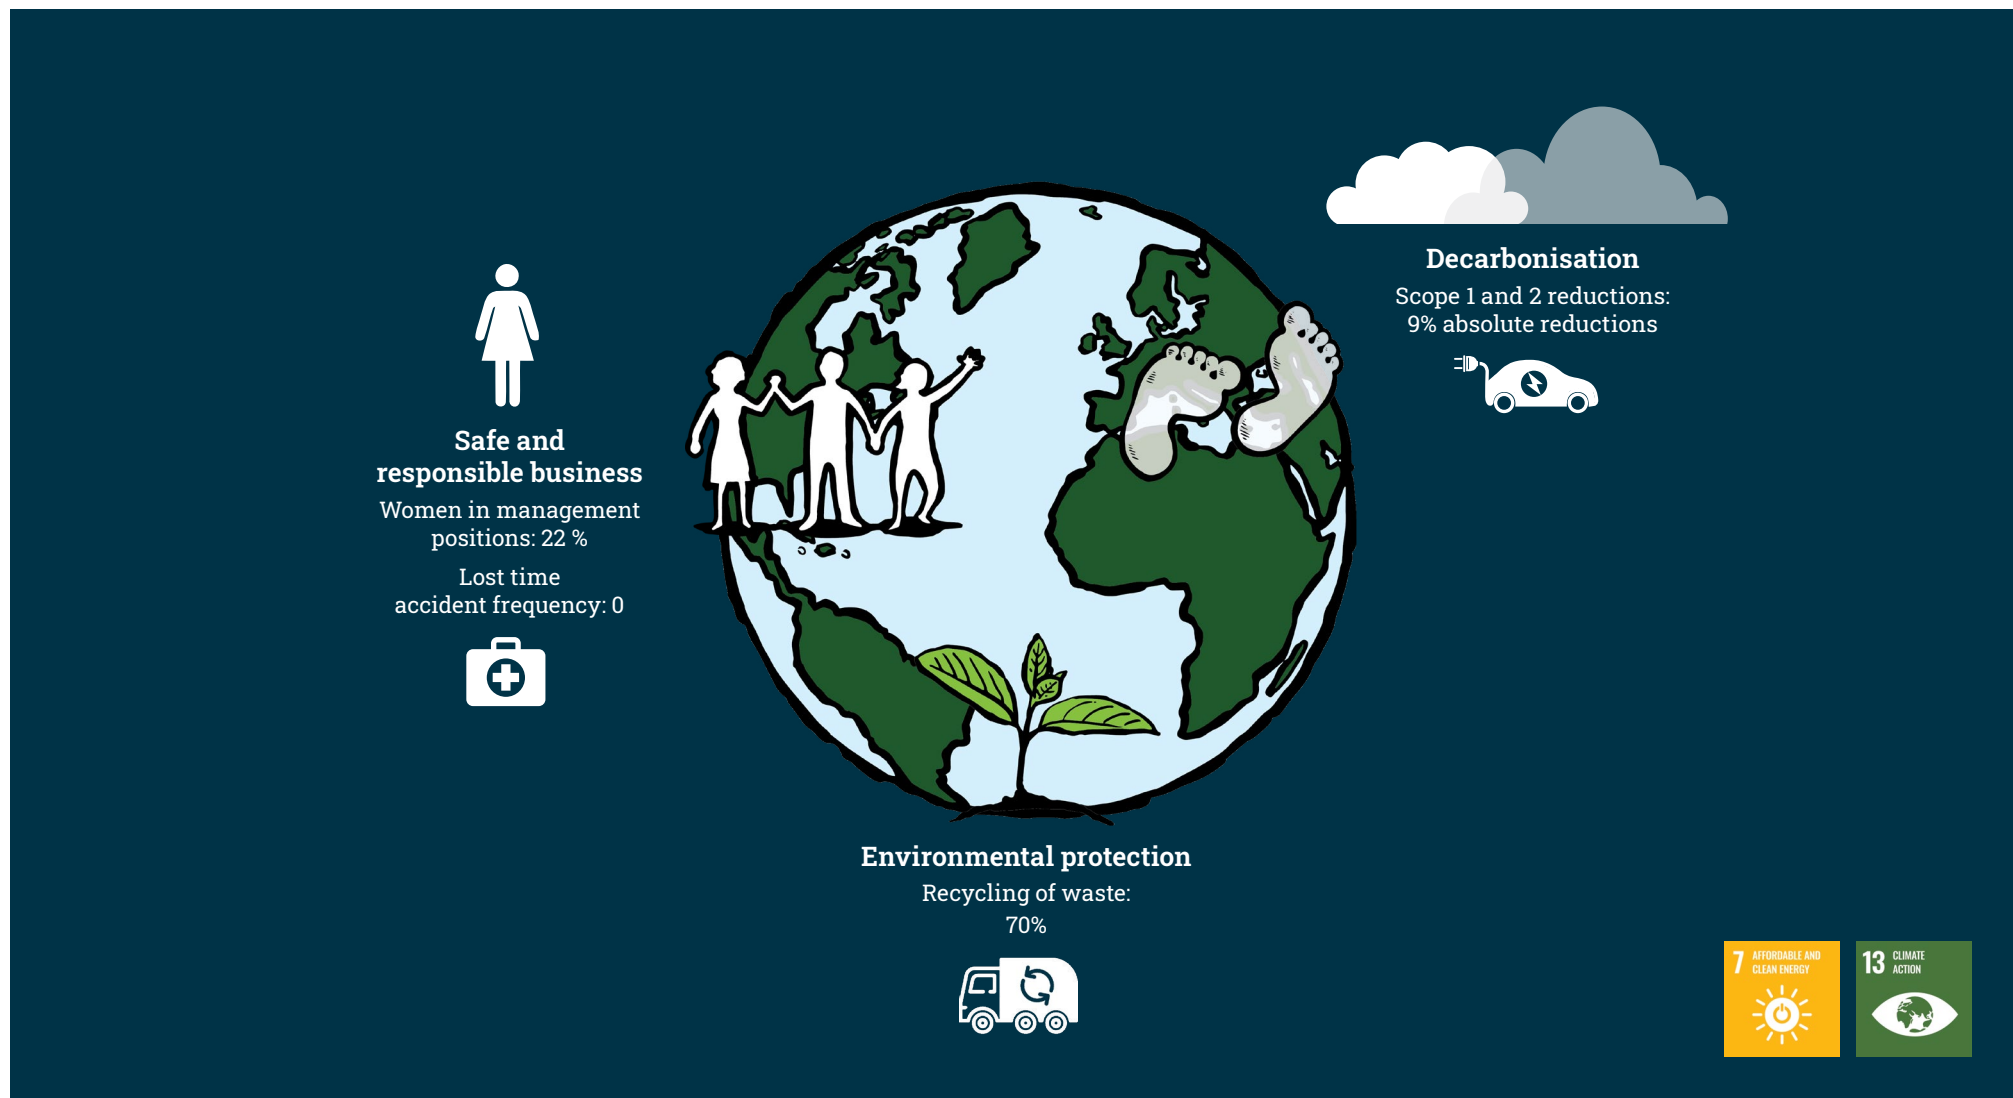 Decarbonisation
Scope 1 and 2 reductions:
9% absolute reductions
Safe and
responsible business
Women in management
positions: 22 %
Lost time
accident frequency: 0
Environmental protection
Recycling of waste:
70%
7 AFFORDABLE AND
CLEAN ENERGY
13 CLIMATE
ACTION